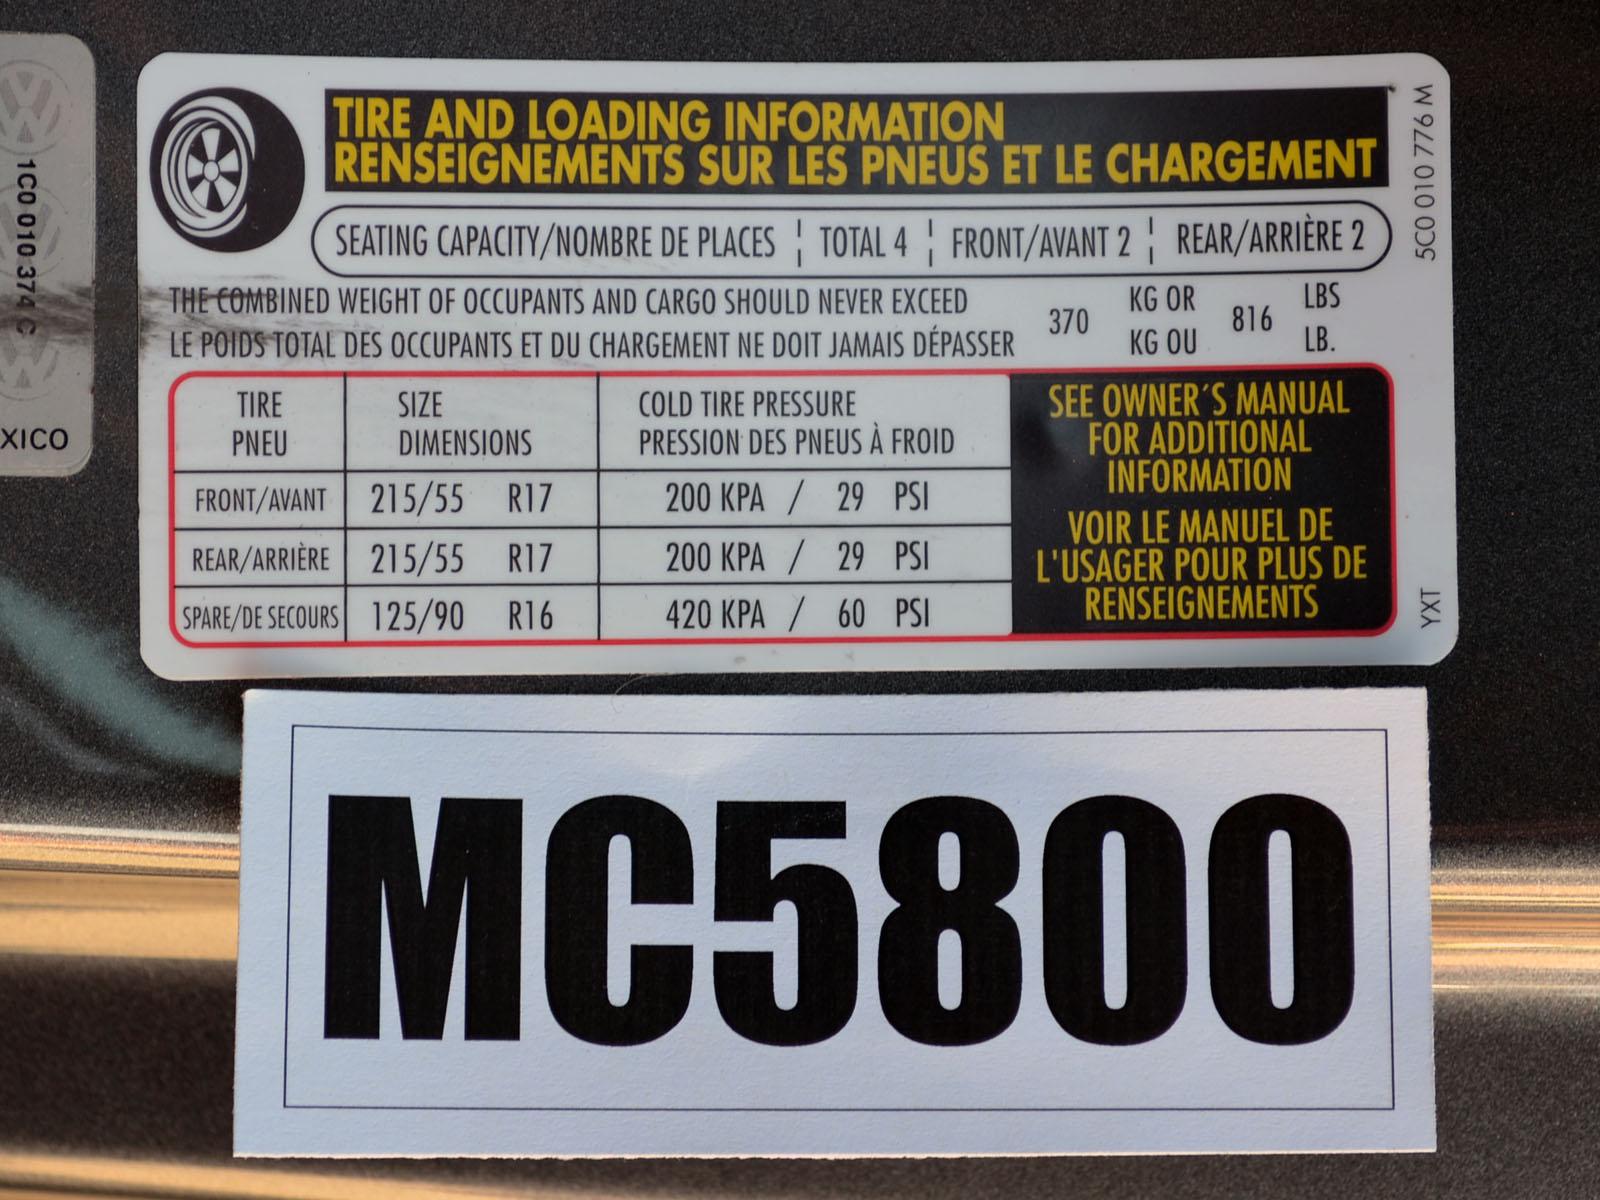 1C0 010 374 C
XICO
TIRE AND LOADING INFORMATION
RENSEIGNEMENTS SUR LES PNEUS ET LE CHARGEMENT
SEATING CAPACITY/NOMBRE DE PLACES ¦ TOTAL 4 ¦ FRONT/AVANT 2 ¦ REAR/ARRIÈRE 2
THE COMBINED WEIGHT OF OCCUPANTS AND CARGO SHOULD NEVER EXCEED 370 KG OR 816 LBS
LE POIDS TOTAL DES OCCUPANTS ET DU CHARGEMENT NE DOIT JAMAIS DÉPASSER KG OU LB.
TIRE SIZE COLD TIRE PRESSURE
PNEU DIMENSIONS PRESSION DES PNEUS À FROID
FRONT/AVANT 215/55 R17 200 KPA / 29 PSI
REAR/ARRIÈRE 215/55 R17 200 KPA / 29 PSI
SPARE/DE SECOURS 125/90 R16 420 KPA / 60 PSI
SEE OWNER´S MANUAL
FOR ADDITIONAL
INFORMATION
VOIR LE MANUEL DE
L'USAGER POUR PLUS DE
RENSEIGNEMENTS
5C0 010 776 M
YXT
MC5800